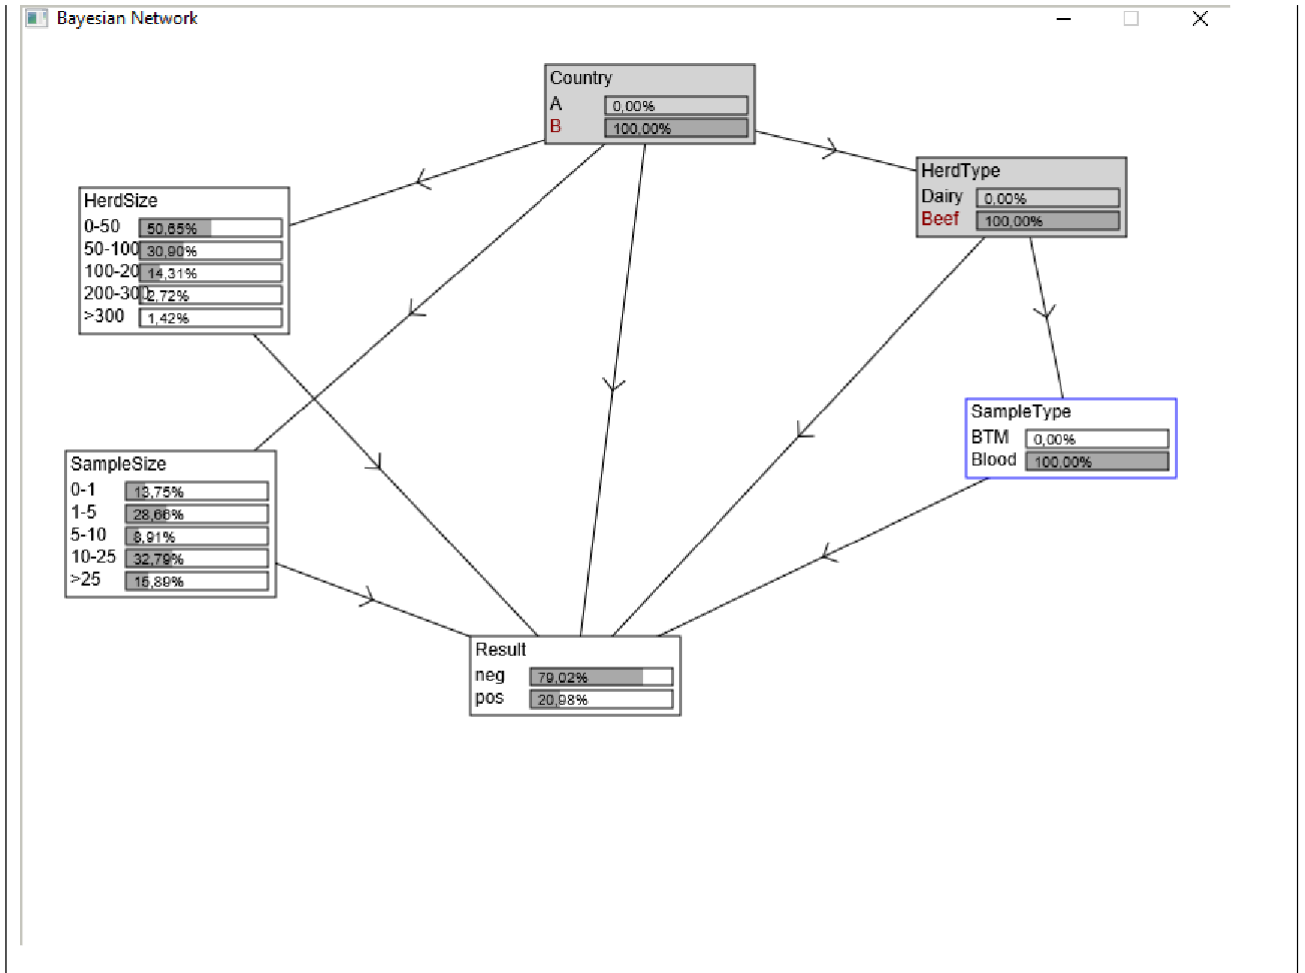 Bayesian Network
Country
A 0,00%
B 100,00%
HerdType
Dairy 0,00%
Beef 100,00%
HerdSize
0-50 50,65%
50-100 30,90%
100-20 14,31%
200-300 2,72%
>300 1,42%
SampleType
BTM 0,00%
Blood 100,00%
SampleSize
0-1 13,75%
1-5 28,66%
5-10 8,91%
10-25 32,79%
>25 15,89%
Result
neg 79,02%
pos 20,98%